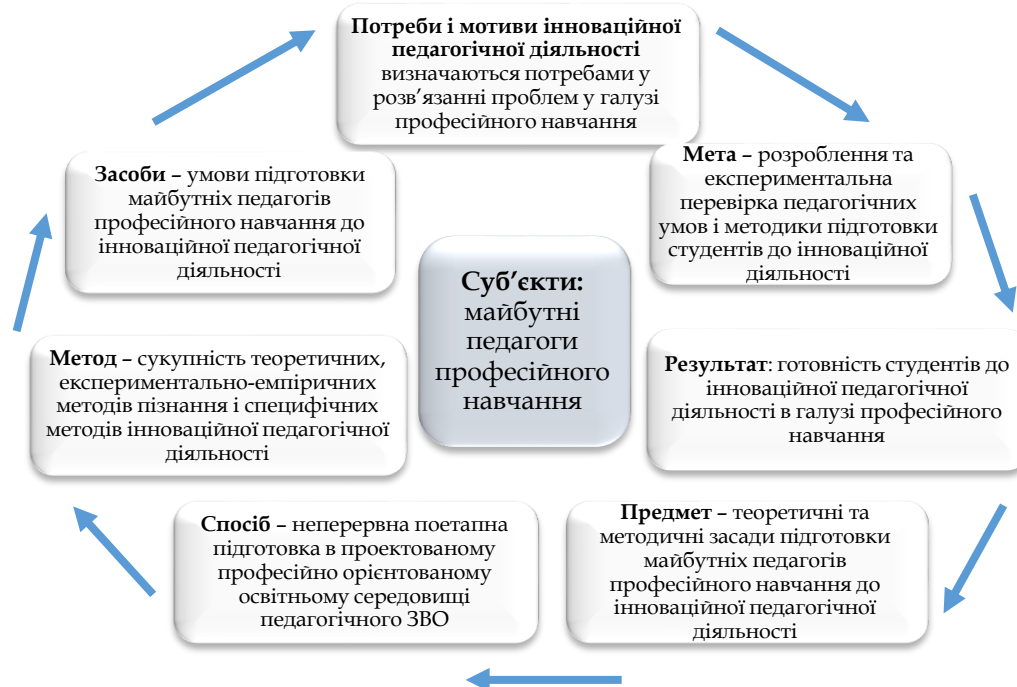 Потреби і мотиви інноваційної
педагогічної діяльності
визначаються потребами у
розв’язанні проблем у галузі
професійного навчання
Мета – розроблення та
експериментальна
перевірка педагогічних
умов і методики підготовки
студентів до інноваційної
діяльності
Результат: готовність студентів до
інноваційної педагогічної
діяльності в галузі професійного
навчання
Предмет – теоретичні та
методичні засади підготовки
майбутніх педагогів
професійного навчання до
інноваційної педагогічної
діяльності
Спосіб – неперервна поетапна
підготовка в проектованому
професійно орієнтованому
освітньому середовищі
педагогічного ЗВО
Метод – сукупність теоретичних,
експериментально-емпіричних
методів пізнання і специфічних
методів інноваційної педагогічної
діяльності
Засоби – умови підготовки
майбутніх педагогів
професійного навчання до
інноваційної педагогічної
діяльності
Суб’єкти:
майбутні
педагоги
професійного
навчання